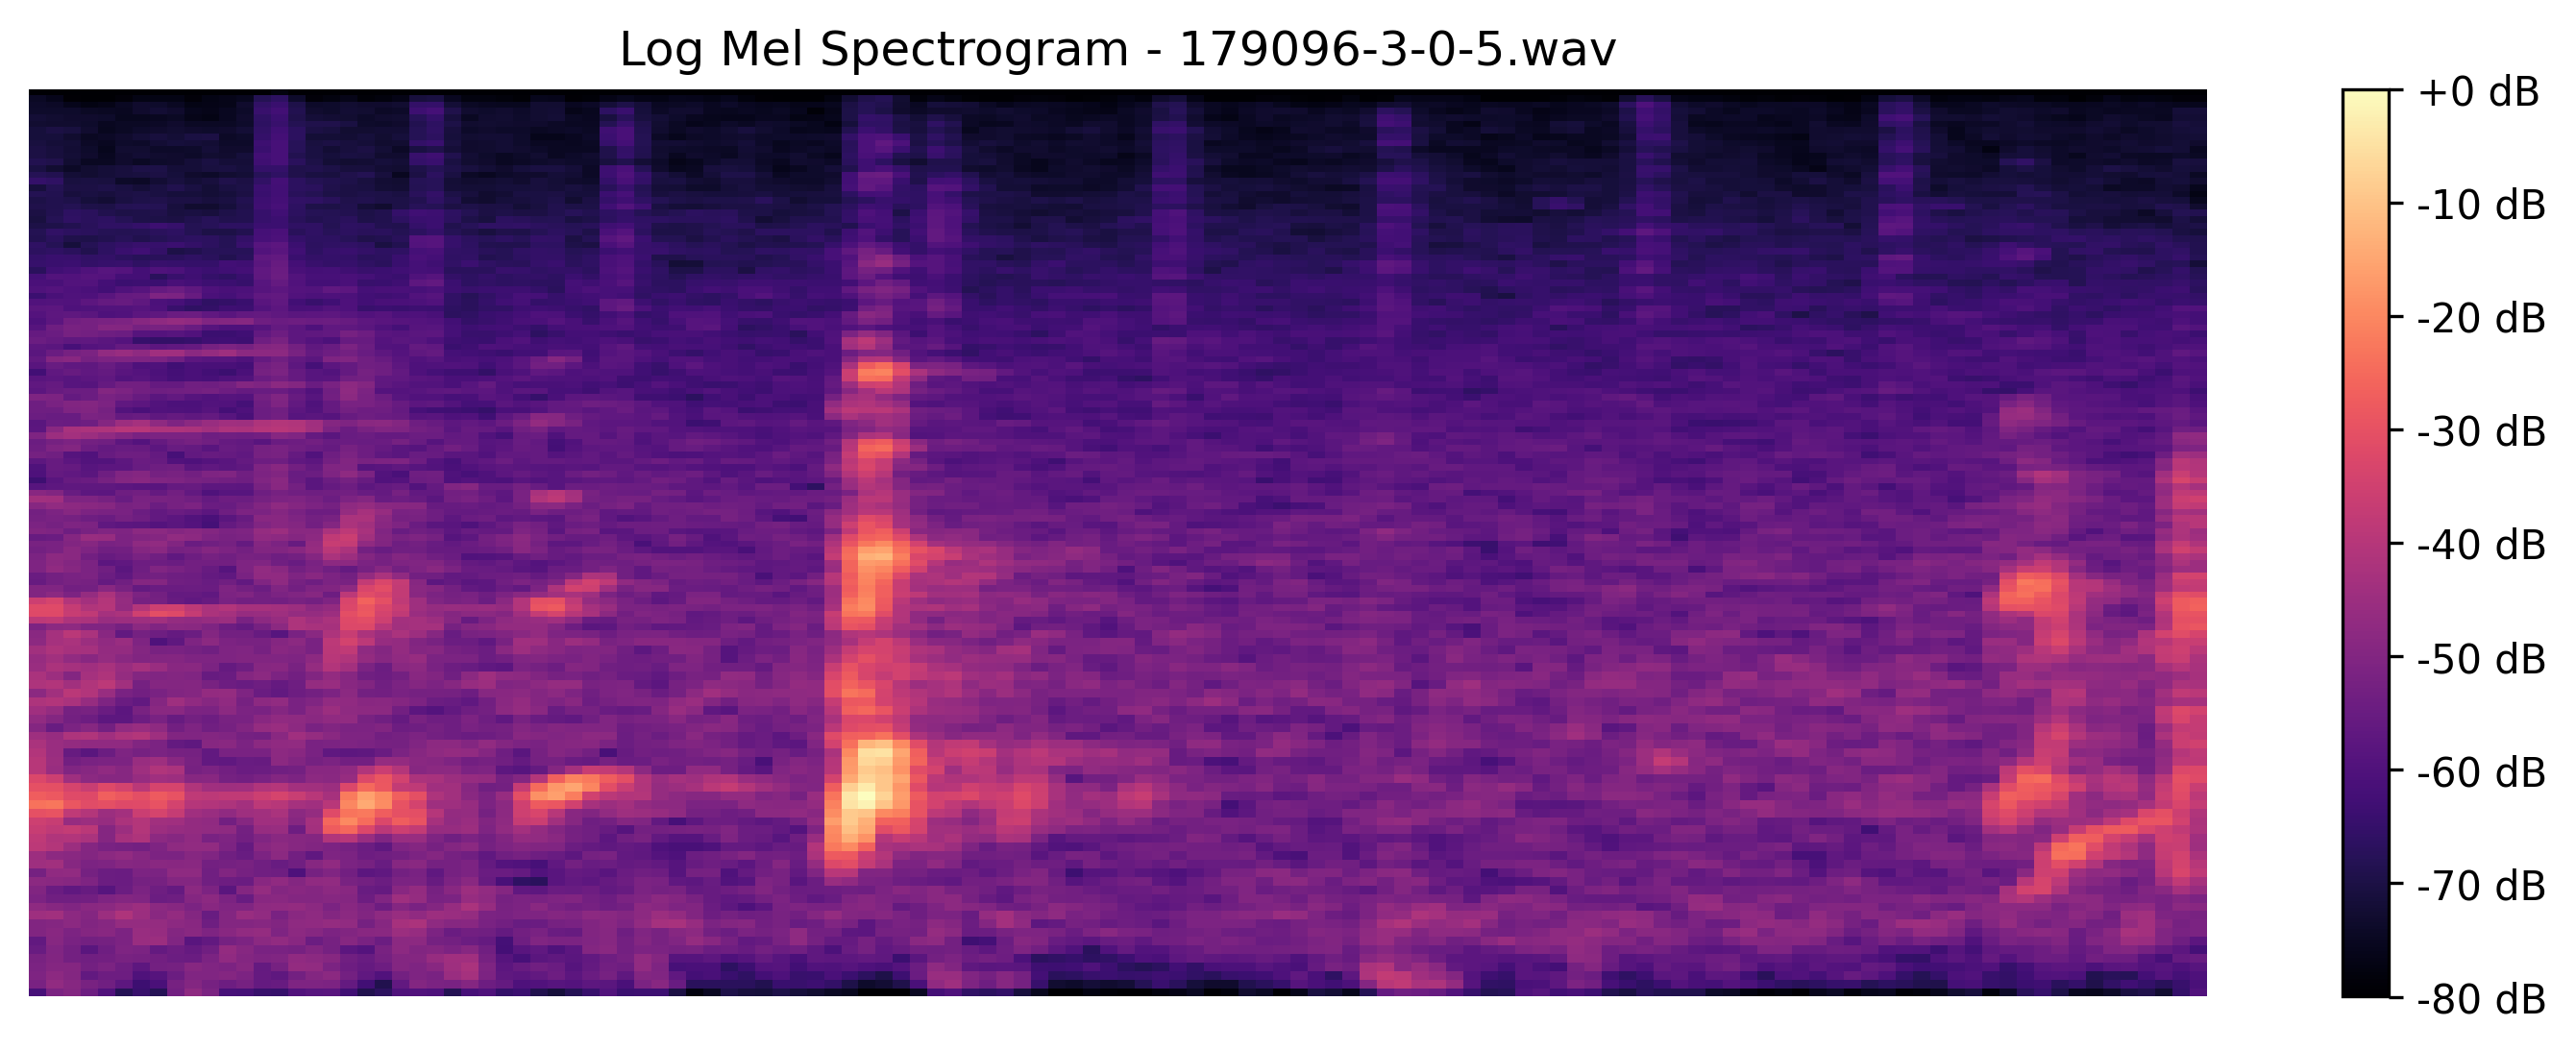 Log Mel Spectrogram - 179096-3-0-5.wav
+0 dB
-10 dB
-20 dB
-30 dB
-40 dB
-50 dB
-60 dB
-70 dB
-80 dB